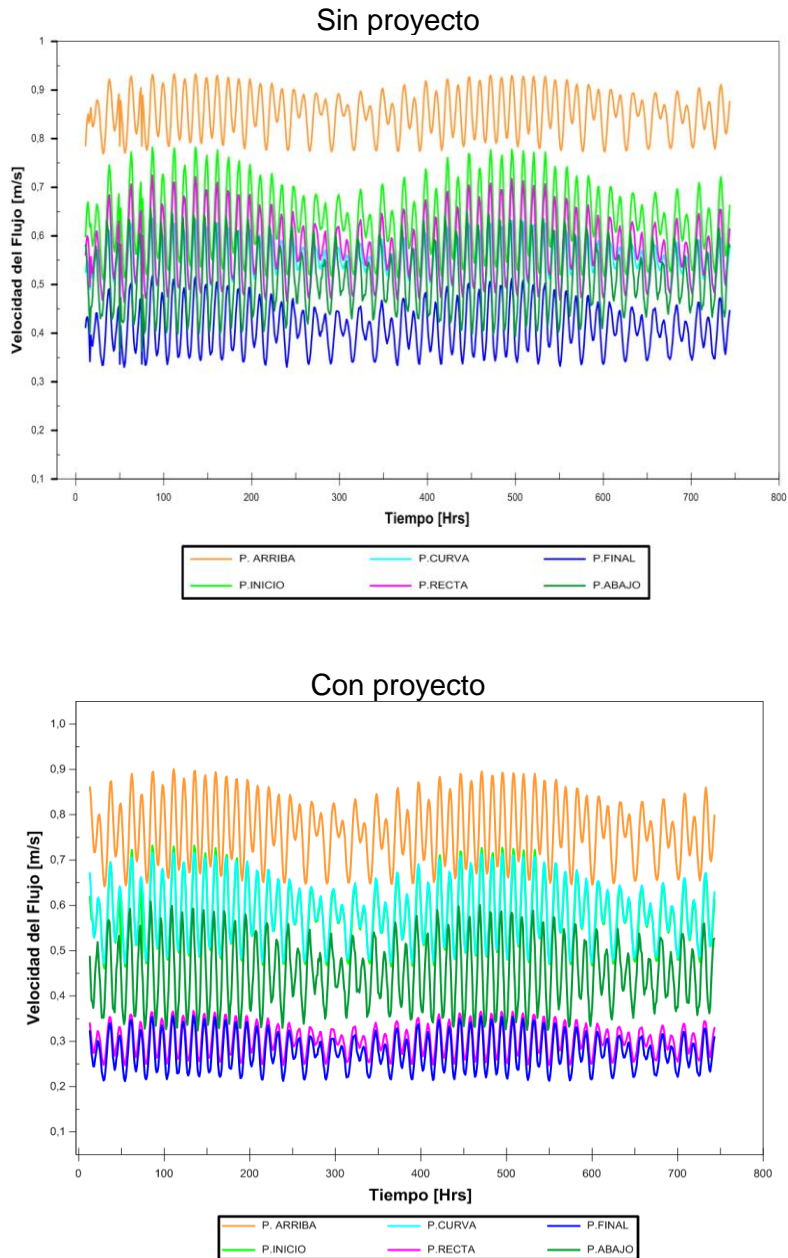 Sin proyecto
1
0,9
0,8
0,7
0,6
0,5
0,4
0,3
0,2
0,1
Velocidad del Flujo [m/s]
0 100 200 300 400 500 600 700 800
Tiempo [Hrs]
P. ARRIBA P.CURVA P.FINAL
P.INICIO P.RECTA P.ABAJO
Con proyecto
1,0
0,9
0,8
0,7
0,6
0,5
0,4
0,3
0,2
0,1
Velocidad del Flujo [m/s]
0 100 200 300 400 500 600 700 800
Tiempo [Hrs]
P. ARRIBA P.CURVA P.FINAL
P.INICIO P.RECTA P.ABAJO